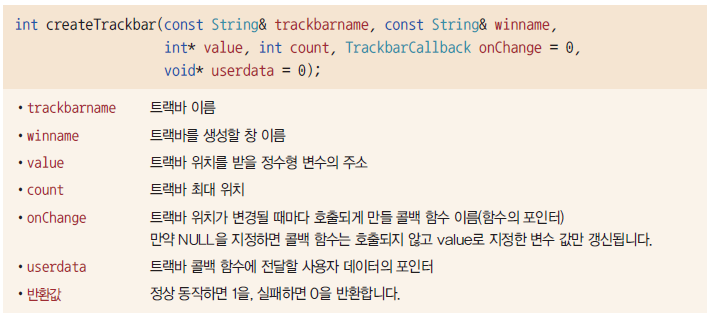 int createTrackbar(const String& trackbarname, const String& winname,
int* value, int count, TrackbarCallback onChange = 0,
void* userdata = 0);
• trackbarname 트랙바 이름
• winname 트랙바를 생성할 창 이름
• value 트랙바 위치를 받을 정수형 변수의 주소
• count 트랙바 최대 위치
• onChange 트랙바 위치가 변경될 때마다 호출되게 만들 콜백 함수 이름(함수의 포인터)
만약 NULL을 지정하면 콜백 함수는 호출되지 않고 value로 지정한 변수 값만 갱신됩니다.
• userdata 트랙바 콜백 함수에 전달할 사용자 데이터의 포인터
• 반환값 정상 동작하면 1을, 실패하면 0을 반환합니다.